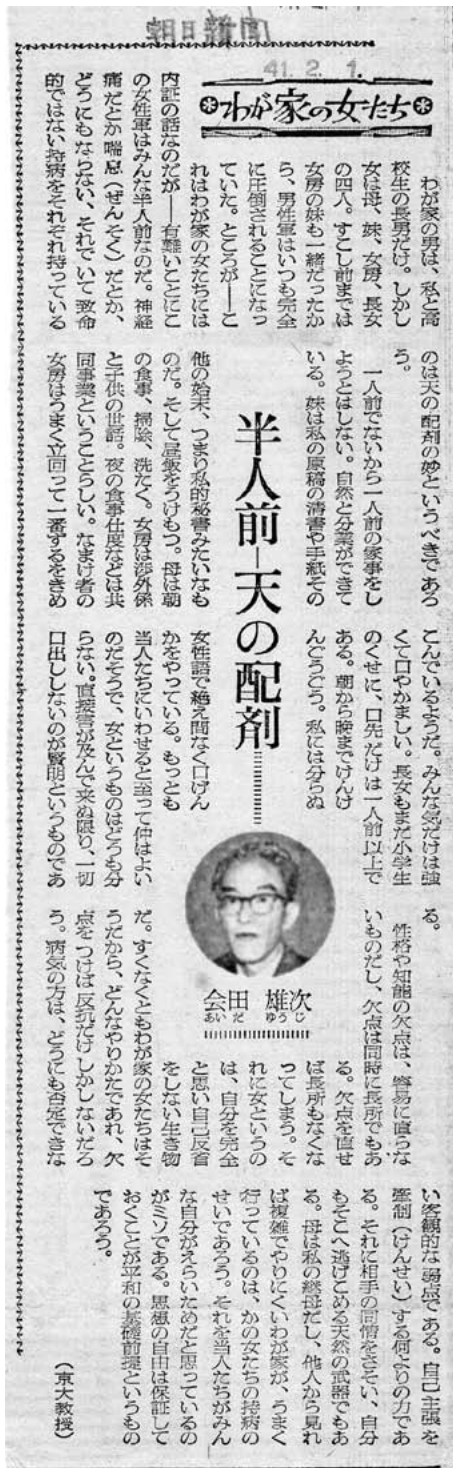 41. 2. 1.
わが家の女たち
わが家の男は、私と高
校生の長男だけ。しかし
女は母、妹、女房、長女
の四人。すこし前までは
女房の妹も一緒だったか
ら、男性軍はいつも完全
に圧倒されることになっ
ていた。ところが――こ
れはわが家の女たちには
内証の話なのだが――有難いことにこ
の女性軍はみんな半人前なのだ。神経
痛だとか喘息(ぜんそく)だとか、
どうにもならない、それでいて致命
的ではない持病をそれぞれ持っている
のは天の配剤の妙というべきであろ
う。
一人前でないから一人前の家事をし
ようとはしない。自然と分業ができて
いる。妹は私の原稿の清書や手紙その
半人前―天の配剤
他の始末、つまり私的秘書みたいなも
のだ。そして昼飯をうけもつ。母は朝
の食事、掃除、洗たく。女房は渉外係
と子供の世話。夜の食事仕度などは共
同事業ということらしい。なまけ者の
女房はうまく立回って一番ずるをきめ
こんでいるようだ。みんな気だけは強
くて口やかましい。長女もまだ小学生
のくせに、口先だけは一人前以上で
ある。朝から晩までけんけ
んごうごう。私には分らぬ
女性語で絶え間なく口げん
かをやっている。もっとも
当人たちにいわせると至って仲はよい
のだそうで、女というものはどうも分
らない。直接害が及んで来ぬ限り、一切
口出ししないのが賢明というものであ
る。
性格や知能の欠点は、容易に直らな
いものだし、欠点は同時に長所でもあ
る。欠点を直せ
ば長所もなくな
ってしまう。そ
れに女というの
は、自分を完全
と思い自己反省
をしない生き物
だ。すくなくともわが家の女たちはそ
うだから、どんなやりかたであれ、欠
点をつけば反抗だけしかしないだろ
う。病気の方は、どうにも否定できな
会田 雄次
あいだ ゆうじ
い客観的な弱点である。自己主張を
牽制(けんせい)する何よりの力であ
る。それに相手の同情をさそい、自分
もそこへ逃げこめる天然の武器でもあ
る。母は私の継母だし、他人から見れ
ば複雑でやりにくいわが家が、うまく
行っているのは、かの女たちの持病の
せいであろう。それを当人たちがみん
な自分がえらいためだと思っているの
がミソである。思想の自由は保証して
おくことが平和の基礎前提というもの
であろう。
(京大教授)